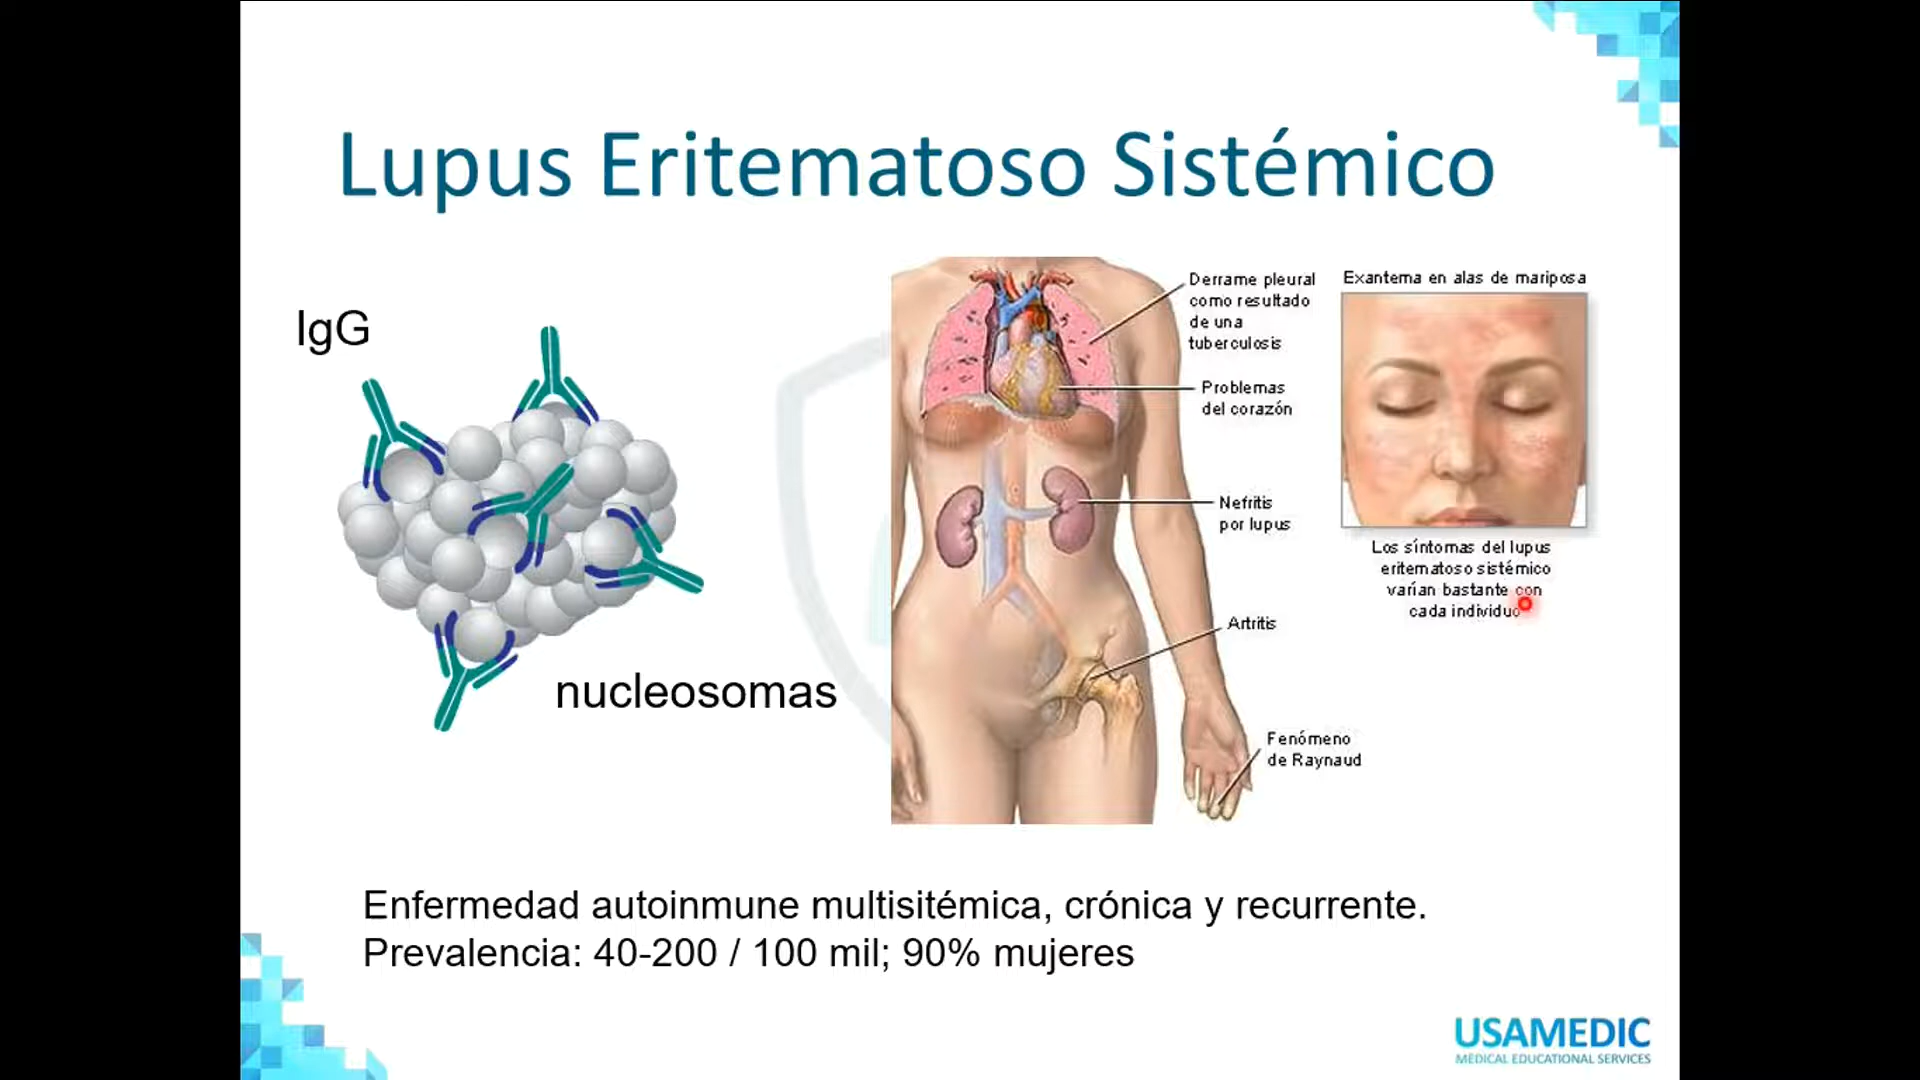 Lupus Eritematoso Sistémico
IgG
nucleosomas
Derrame pleural
como resultado
de una
tuberculosis
Problemas
del corazón
Nefritis
por lupus
Artritis
Fenómeno
de Raynaud
Exantema en alas de mariposa
Los síntomas del lupus
eritematoso sistémico
varían bastante con
cada individuo
Enfermedad autoinmune multisitémica, crónica y recurrente.
Prevalencia: 40-200 / 100 mil; 90% mujeres
USAMEDIC
MEDICAL EDUCATIONAL SERVICES